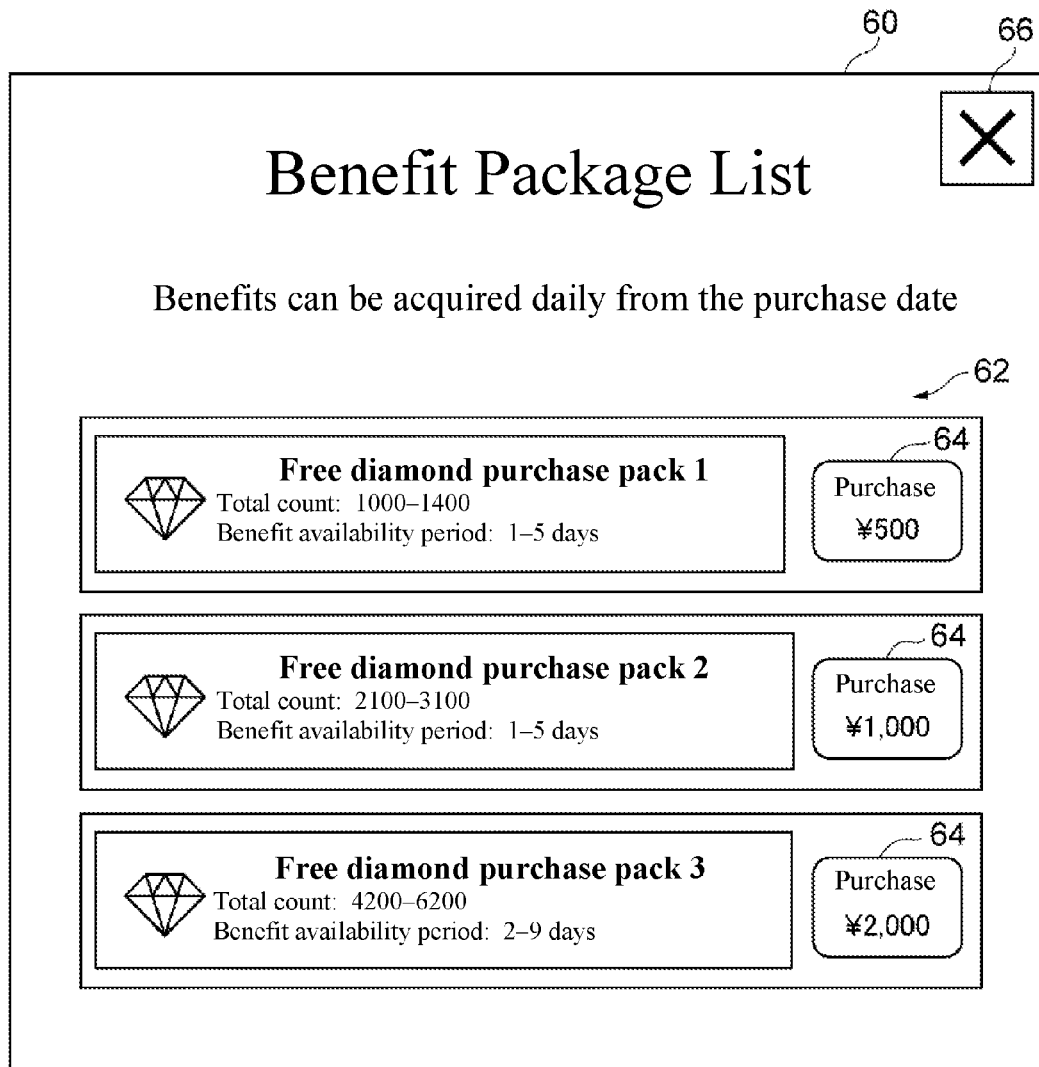 60
66
Benefit Package List
Benefits can be acquired daily from the purchase date
62
Free diamond purchase pack 1
Total count: 1000–1400
Benefit availability period: 1–5 days
64
Purchase
¥500
Free diamond purchase pack 2
Total count: 2100–3100
Benefit availability period: 1–5 days
64
Purchase
¥1,000
Free diamond purchase pack 3
Total count: 4200–6200
Benefit availability period: 2–9 days
64
Purchase
¥2,000